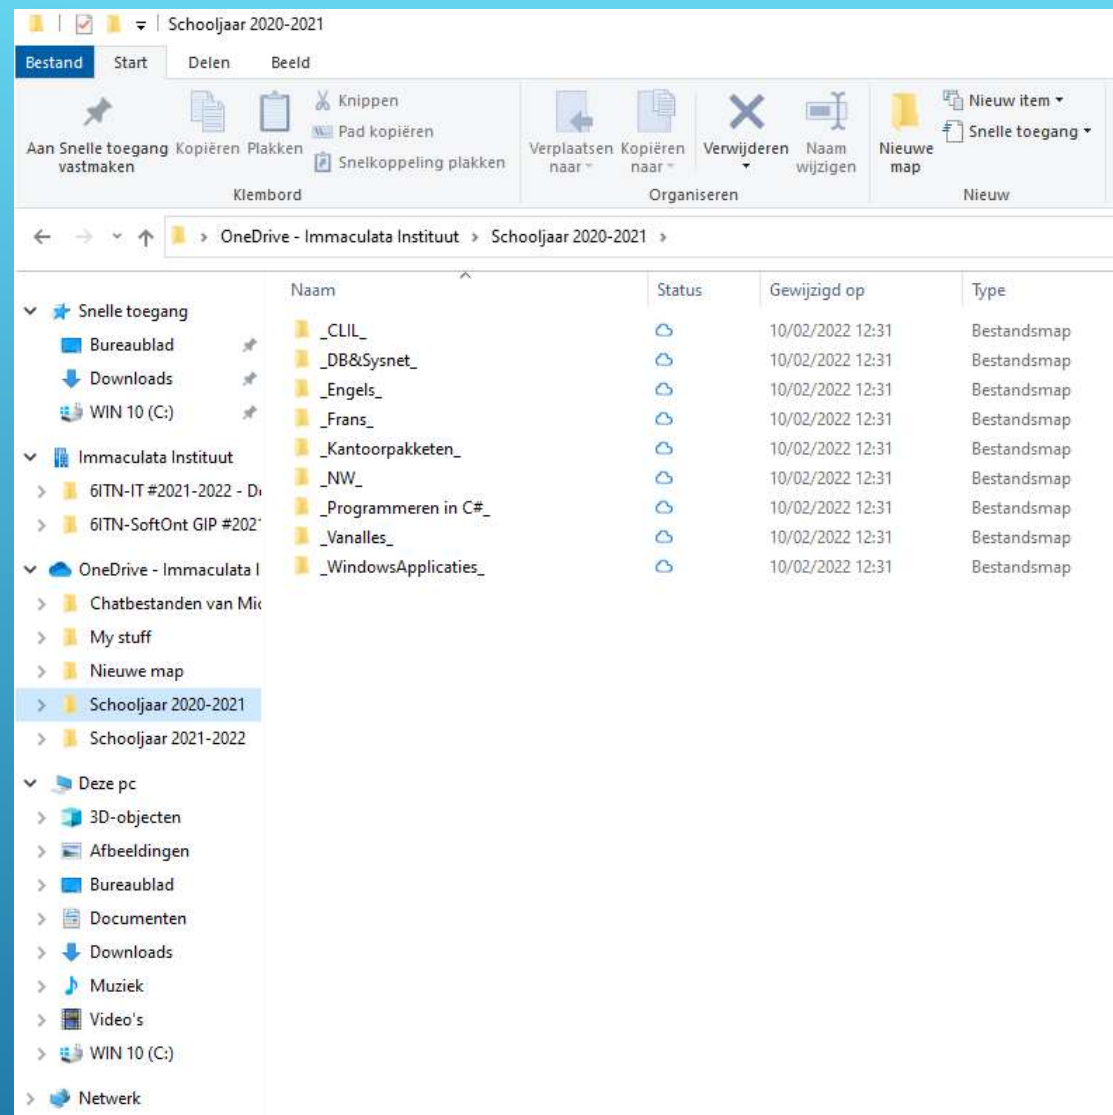 Schooljaar 2020-2021
Bestand Start Delen Beeld
Aan Snelle toegang vastmaken
Kopiëren
Plakken
Knippen
Pad kopiëren
Snelkoppeling plakken
Klembord
Verplaatsen naar
Kopiëren naar
Verwijderen
Naam wijzigen
Organiseren
Nieuwe map
Nieuw item
Snelle toegang
Nieuw
OneDrive - Immaculata Instituut > Schooljaar 2020-2021 >
Snelle toegang
Bureaublad
Downloads
WIN 10 (C:)
Immaculata Instituut
6ITN-IT #2021-2022 - D
6ITN-SoftOnt GIP #202
OneDrive - Immaculata I
Chatbestanden van Mic
My stuff
Nieuwe map
Schooljaar 2020-2021
Schooljaar 2021-2022
Deze pc
3D-objecten
Afbeeldingen
Bureaublad
Documenten
Downloads
Muziek
Video's
WIN 10 (C:)
Netwerk
Naam Status Gewijzigd op Type
_CLIL_ 10/02/2022 12:31 Bestandsmap
_DB&Sysnet_ 10/02/2022 12:31 Bestandsmap
_Engels_ 10/02/2022 12:31 Bestandsmap
_Frans_ 10/02/2022 12:31 Bestandsmap
_Kantoorpakketen_ 10/02/2022 12:31 Bestandsmap
_NW_ 10/02/2022 12:31 Bestandsmap
_Programmeren in C#_ 10/02/2022 12:31 Bestandsmap
_Vanalles_ 10/02/2022 12:31 Bestandsmap
_WindowsApplicaties_ 10/02/2022 12:31 Bestandsmap